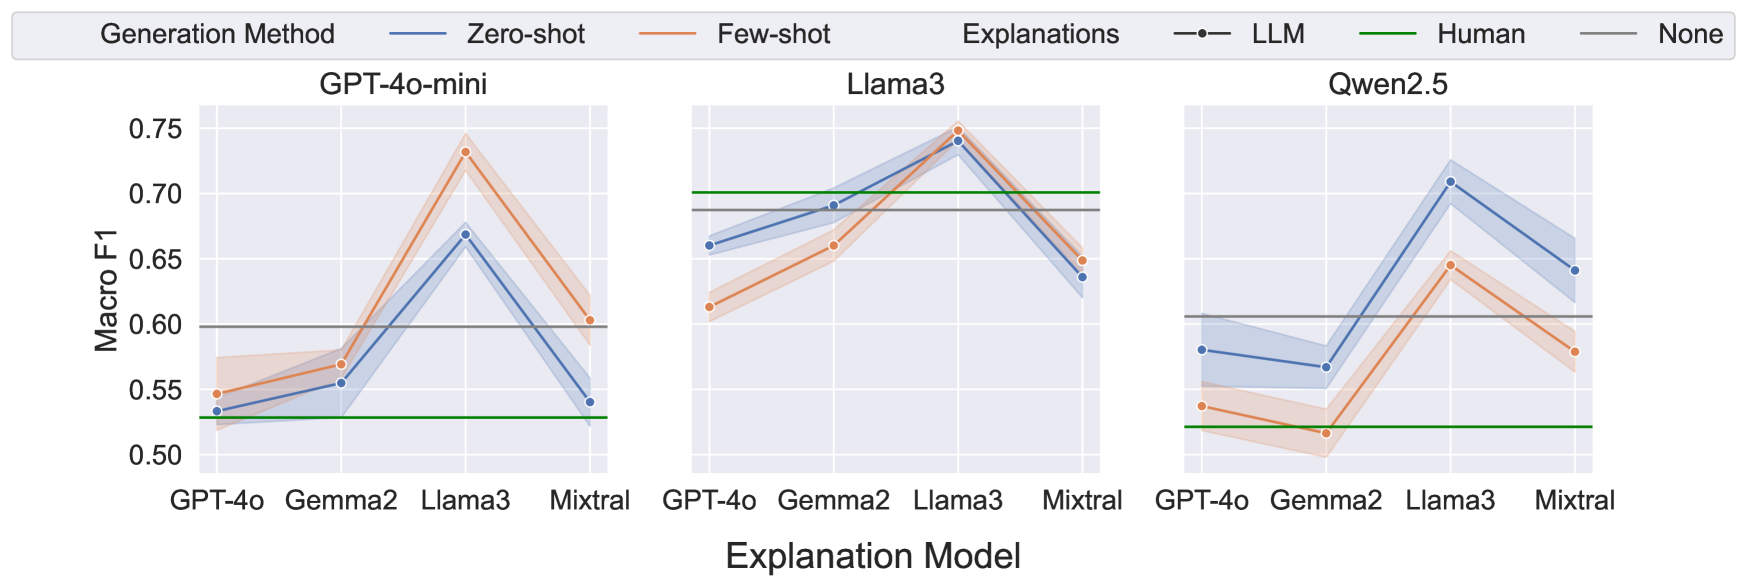 Generation Method Zero-shot Few-shot Explanations LLM Human None
GPT-4o-mini Llama3 Qwen2.5
Macro F1
0.75
0.70
0.65
0.60
0.55
0.50
GPT-4o Gemma2 Llama3 Mixtral GPT-4o Gemma2 Llama3 Mixtral GPT-4o Gemma2 Llama3 Mixtral
Explanation Model